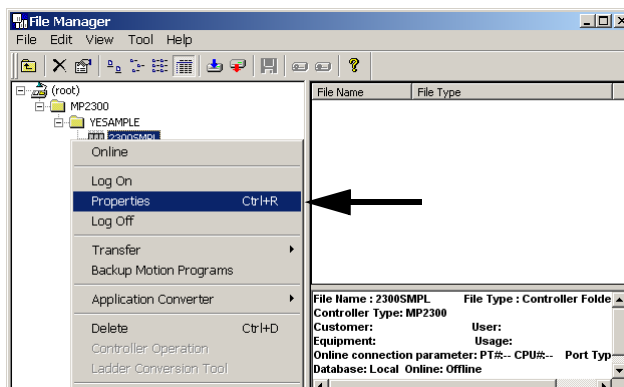 File Manager
File Edit View Tool Help
(root)
MP2300
YESAMPLE
2300SMPL
File Name File Type
Online
Log On
Properties Ctrl+R
Log Off
Transfer
Backup Motion Programs
Application Converter
Delete Ctrl+D
Controller Operation
Ladder Conversion Tool
File Name : 2300SMPL File Type : Controller Folde
Controller Type: MP2300
Customer: User:
Equipment: Usage:
Online connection parameter: PT#:-- CPU#:-- Port Typ
Database: Local Online: Offline